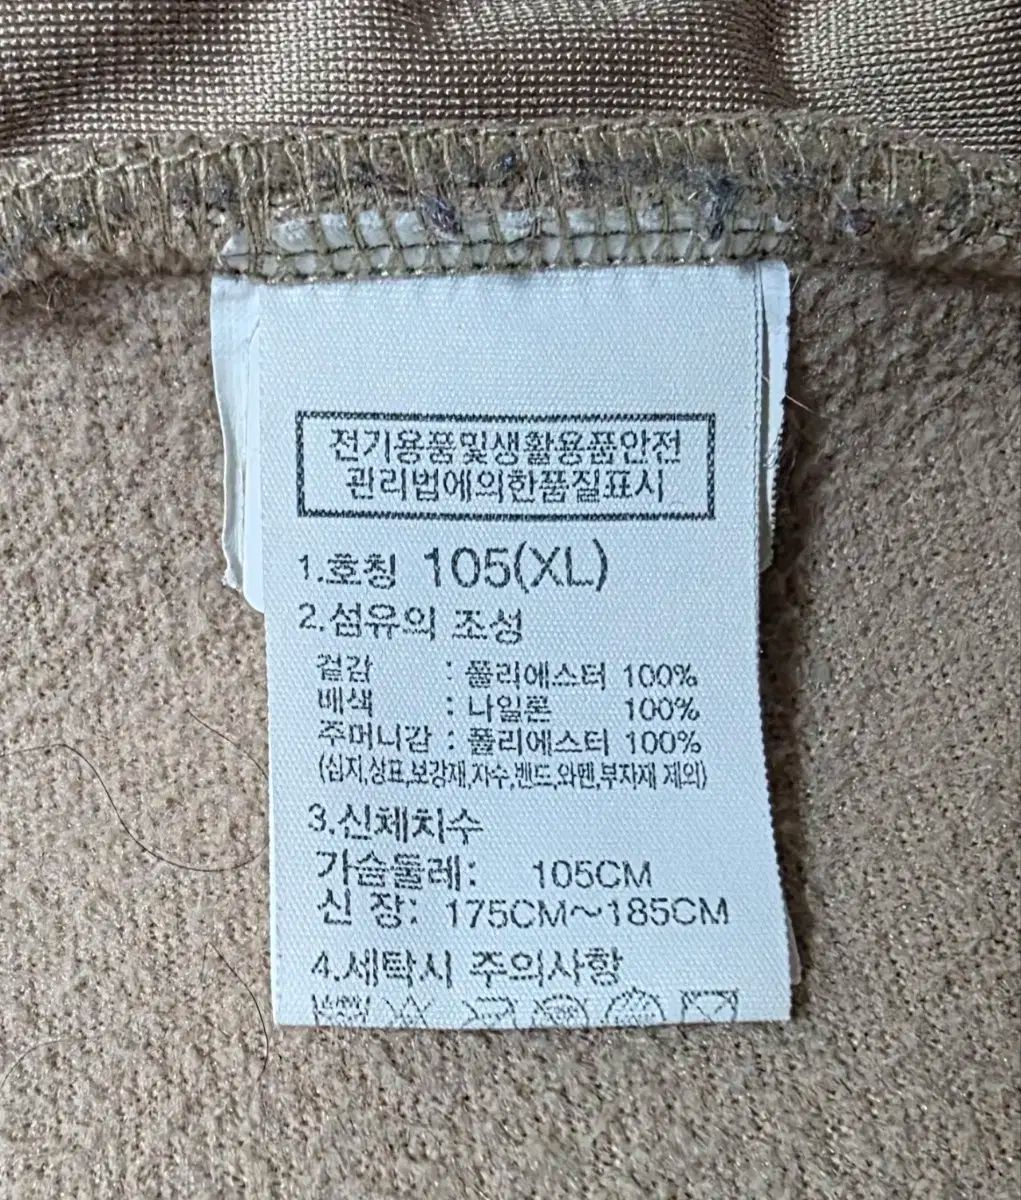 전기용품및생활용품안전
관리법에의한품질표시
1.호칭 105(XL)
2.섬유의 조성
겉감 : 폴리에스터 100%
배색 : 나일론 100%
주머니감 : 폴리에스터 100%
(심지,상표,보강재,자수,밴드,와펜,부자재 제외)
3.신체치수
가슴둘레: 105CM
신 장: 175CM~185CM
4.세탁시 주의사항